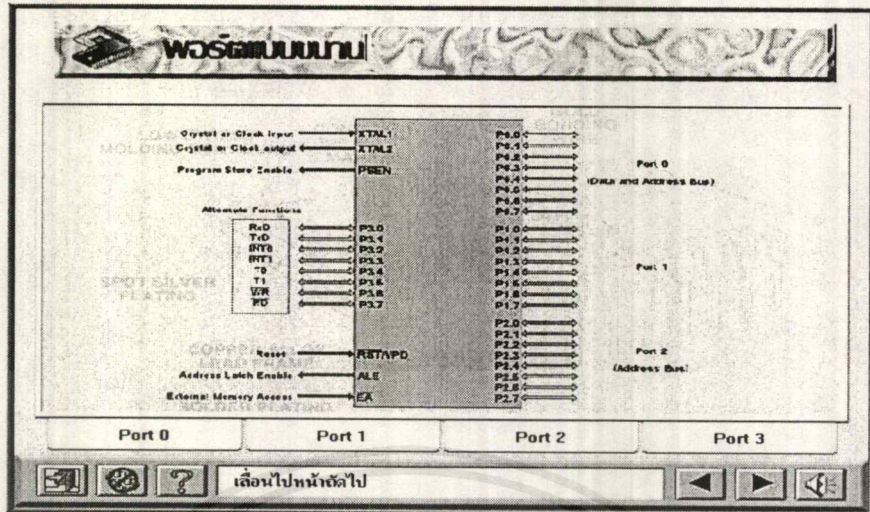 พอร์ตแบบขนาน
Crystal or Clock Input
Crystal or Clock output
Program Store Enable
Alternate Functions
RxD
TxD
INT0
INT1
T0
T1
WR
RD
Reset
Address Latch Enable
External Memory Access
XTAL1
XTAL2
PSEN
P3.0
P3.1
P3.2
P3.3
P3.4
P3.5
P3.6
P3.7
RST/VPD
ALE
EA
P0.0
P0.1
P0.2
P0.3
P0.4
P0.5
P0.6
P0.7
P1.0
P1.1
P1.2
P1.3
P1.4
P1.5
P1.6
P1.7
P2.0
P2.1
P2.2
P2.3
P2.4
P2.5
P2.6
P2.7
Port 0
(Data and Address Bus)
Port 1
Port 2
(Address Bus)
SPOT SILVER
PLATING
LEAD FRAME
SOLDER PLATING
Port 0 Port 1 Port 2 Port 3
เลื่อนไปหน้าถัดไป